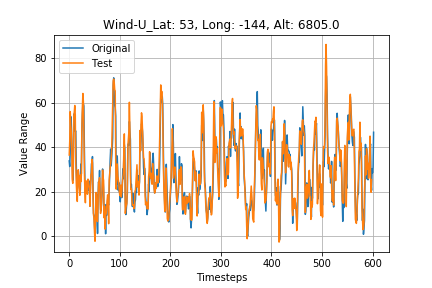 Wind-U_Lat: 53, Long: -144, Alt: 6805.0
Original
Test
Value Range
80
60
40
20
0
0 100 200 300 400 500 600
Timesteps